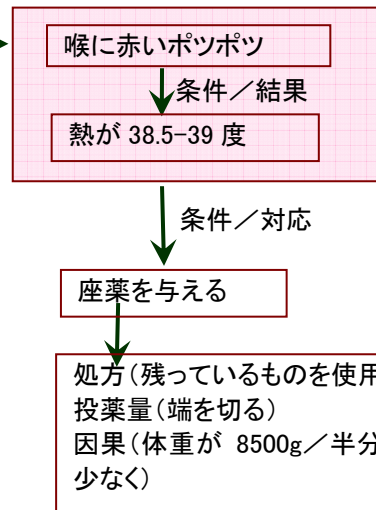 喉に赤いポツポツ
条件／結果
熱が 38.5-39 度
条件／対応
座薬を与える
処方（残っているものを使用
投薬量（端を切る）
因果（体重が 8500g／半分
少なく）